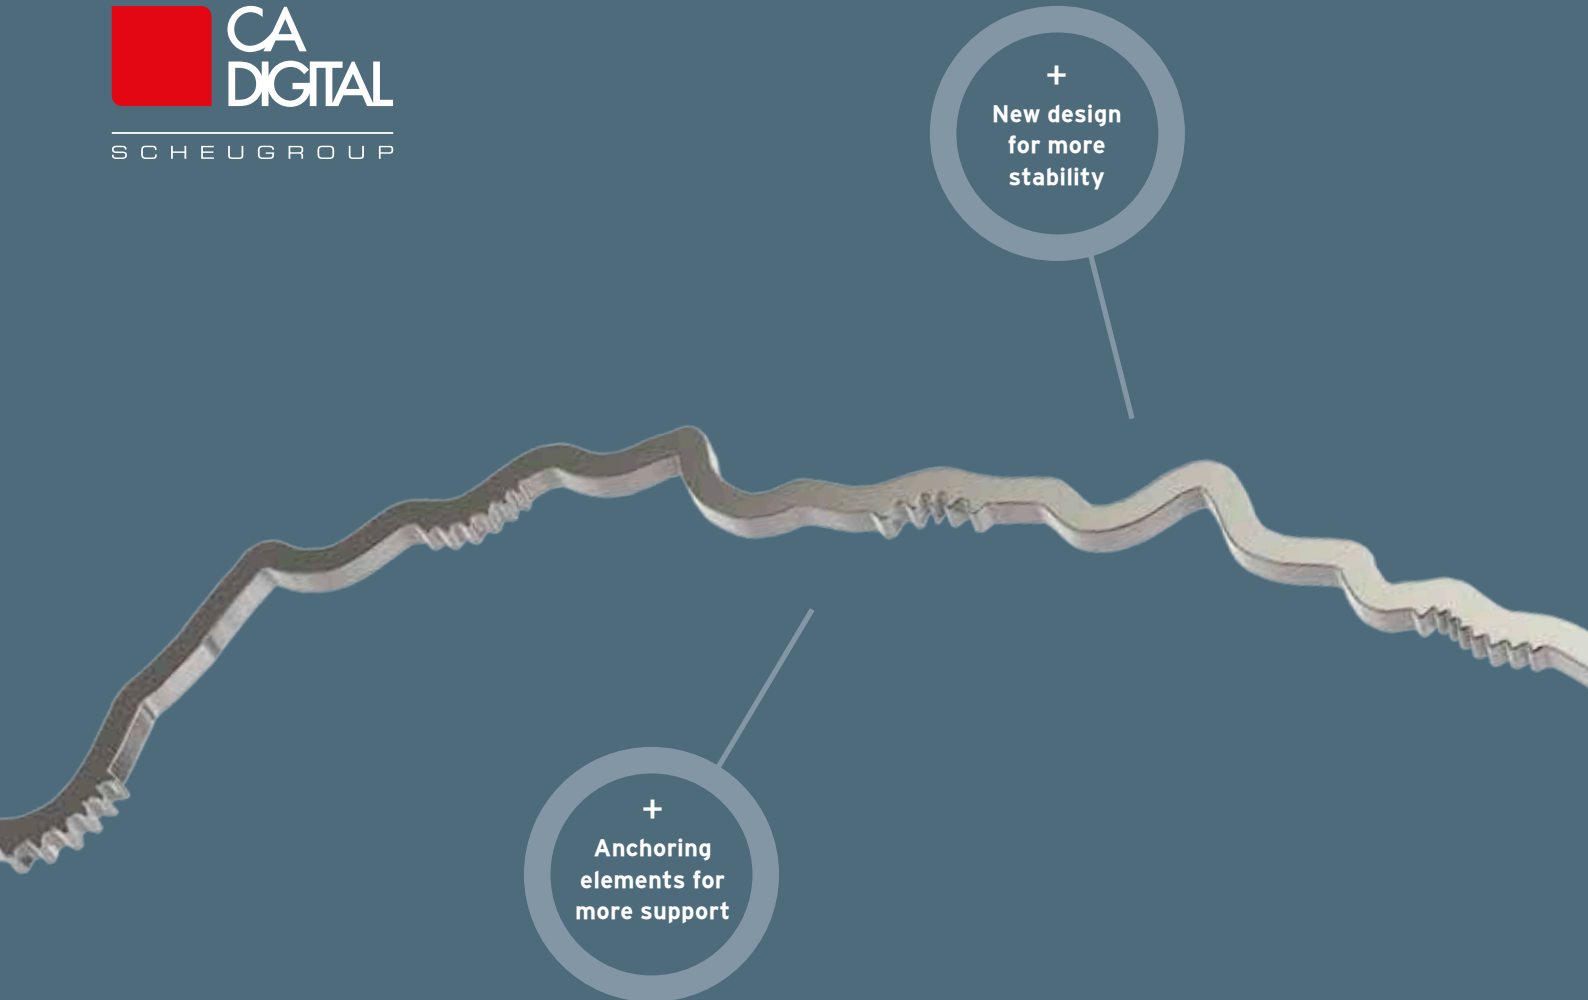 CA
DIGITAL
SCHEUGROUP
+
New design
for more
stability
+
Anchoring
elements for
more support